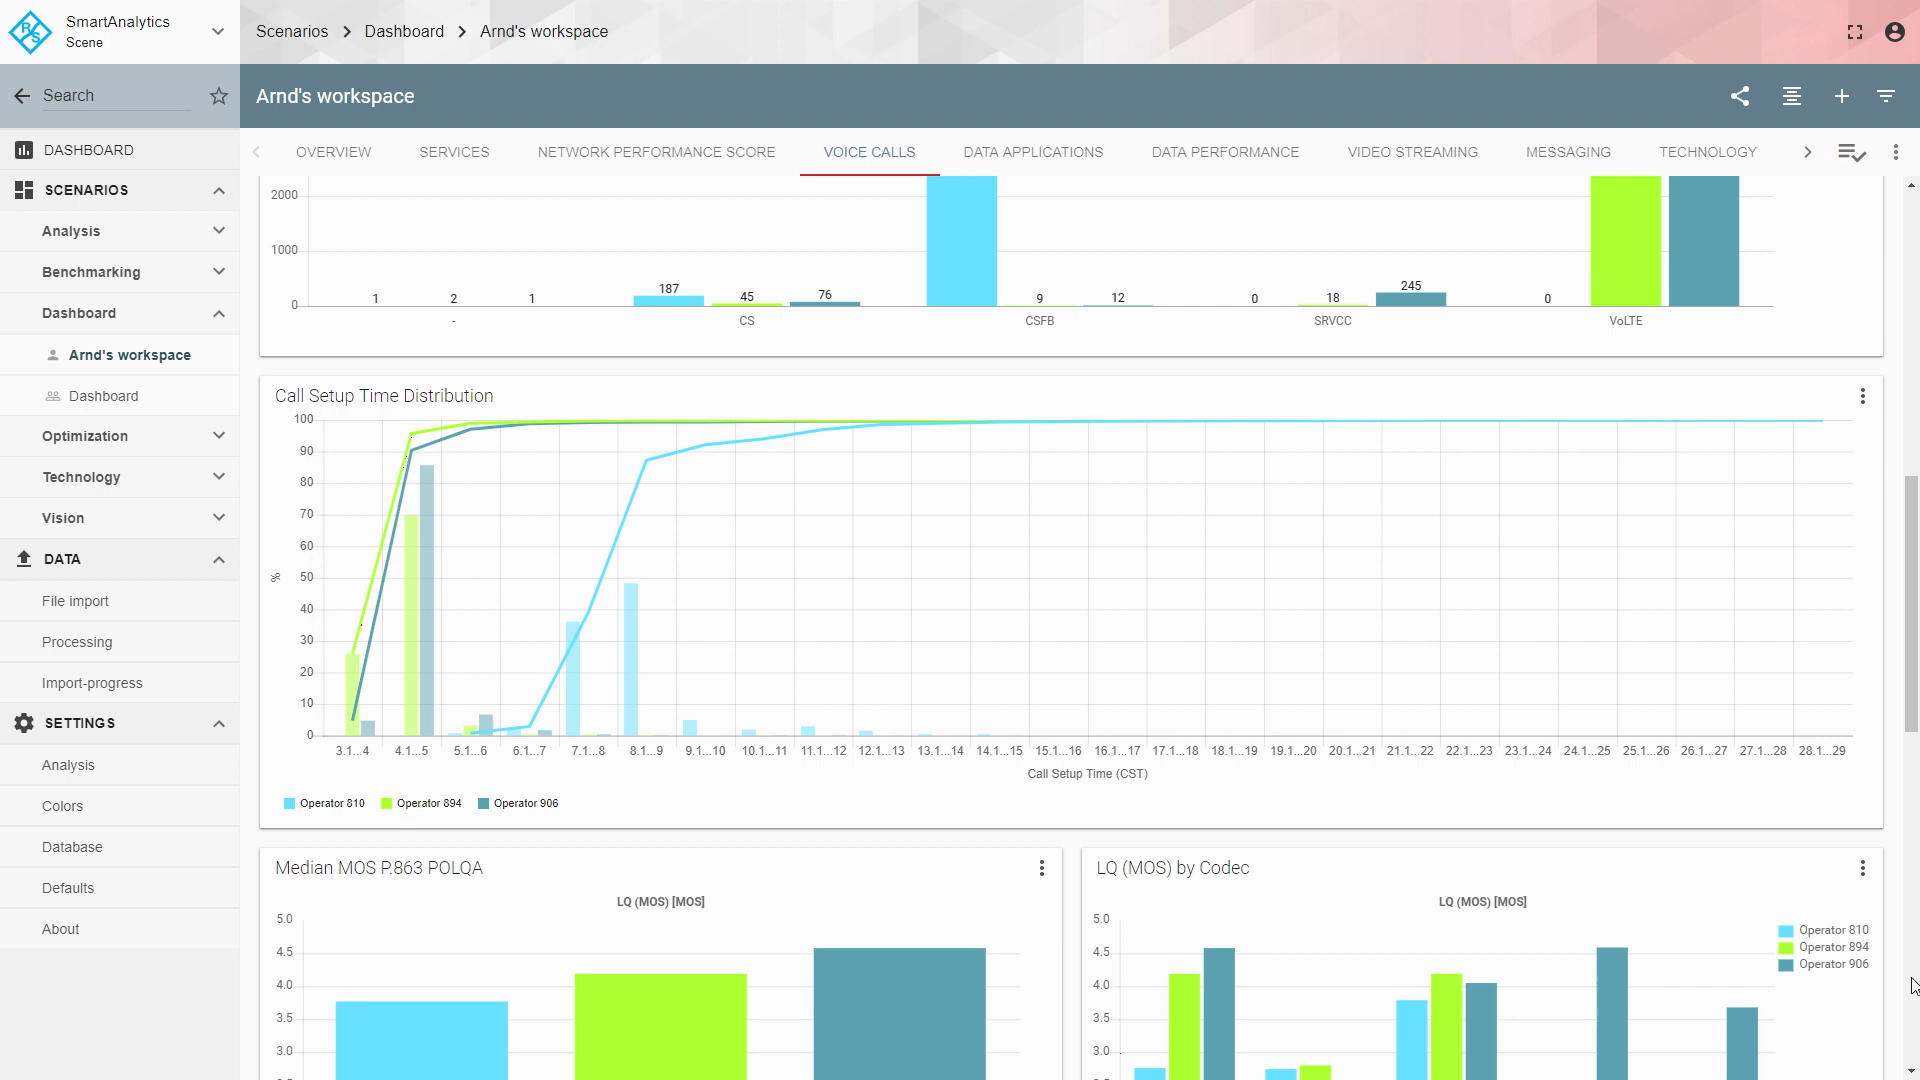 SmartAnalytics
Scene
Scenarios > Dashboard > Arnd's workspace
Search
Arnd's workspace
DASHBOARD
SCENARIOS
Analysis
Benchmarking
Dashboard
Arnd's workspace
Dashboard
Optimization
Technology
Vision
DATA
File import
Processing
Import-progress
SETTINGS
Analysis
Colors
Database
Defaults
About
OVERVIEW SERVICES NETWORK PERFORMANCE SCORE VOICE CALLS DATA APPLICATIONS DATA PERFORMANCE VIDEO STREAMING MESSAGING TECHNOLOGY
2000
1000
0
1 2 1 187 45 76 9 12 0 18 245 0
- CS CSFB SRVCC VoLTE
Call Setup Time Distribution
100
90
80
70
60
50
40
30
20
10
0
%
3.1...4 4.1...5 5.1...6 6.1...7 7.1...8 8.1...9 9.1...10 10.1...11 11.1...12 12.1...13 13.1...14 14.1...15 15.1...16 16.1...17 17.1...18 18.1...19 19.1...20 20.1...21 21.1...22 22.1...23 23.1...24 24.1...25 25.1...26 26.1...27 27.1...28 28.1...29
Call Setup Time (CST)
Operator 810 Operator 894 Operator 906
Median MOS P.863 POLQA
LQ (MOS) [MOS]
5.0
4.5
4.0
3.5
3.0
LQ (MOS) by Codec
LQ (MOS) [MOS]
5.0
4.5
4.0
3.5
3.0
Operator 810
Operator 894
Operator 906